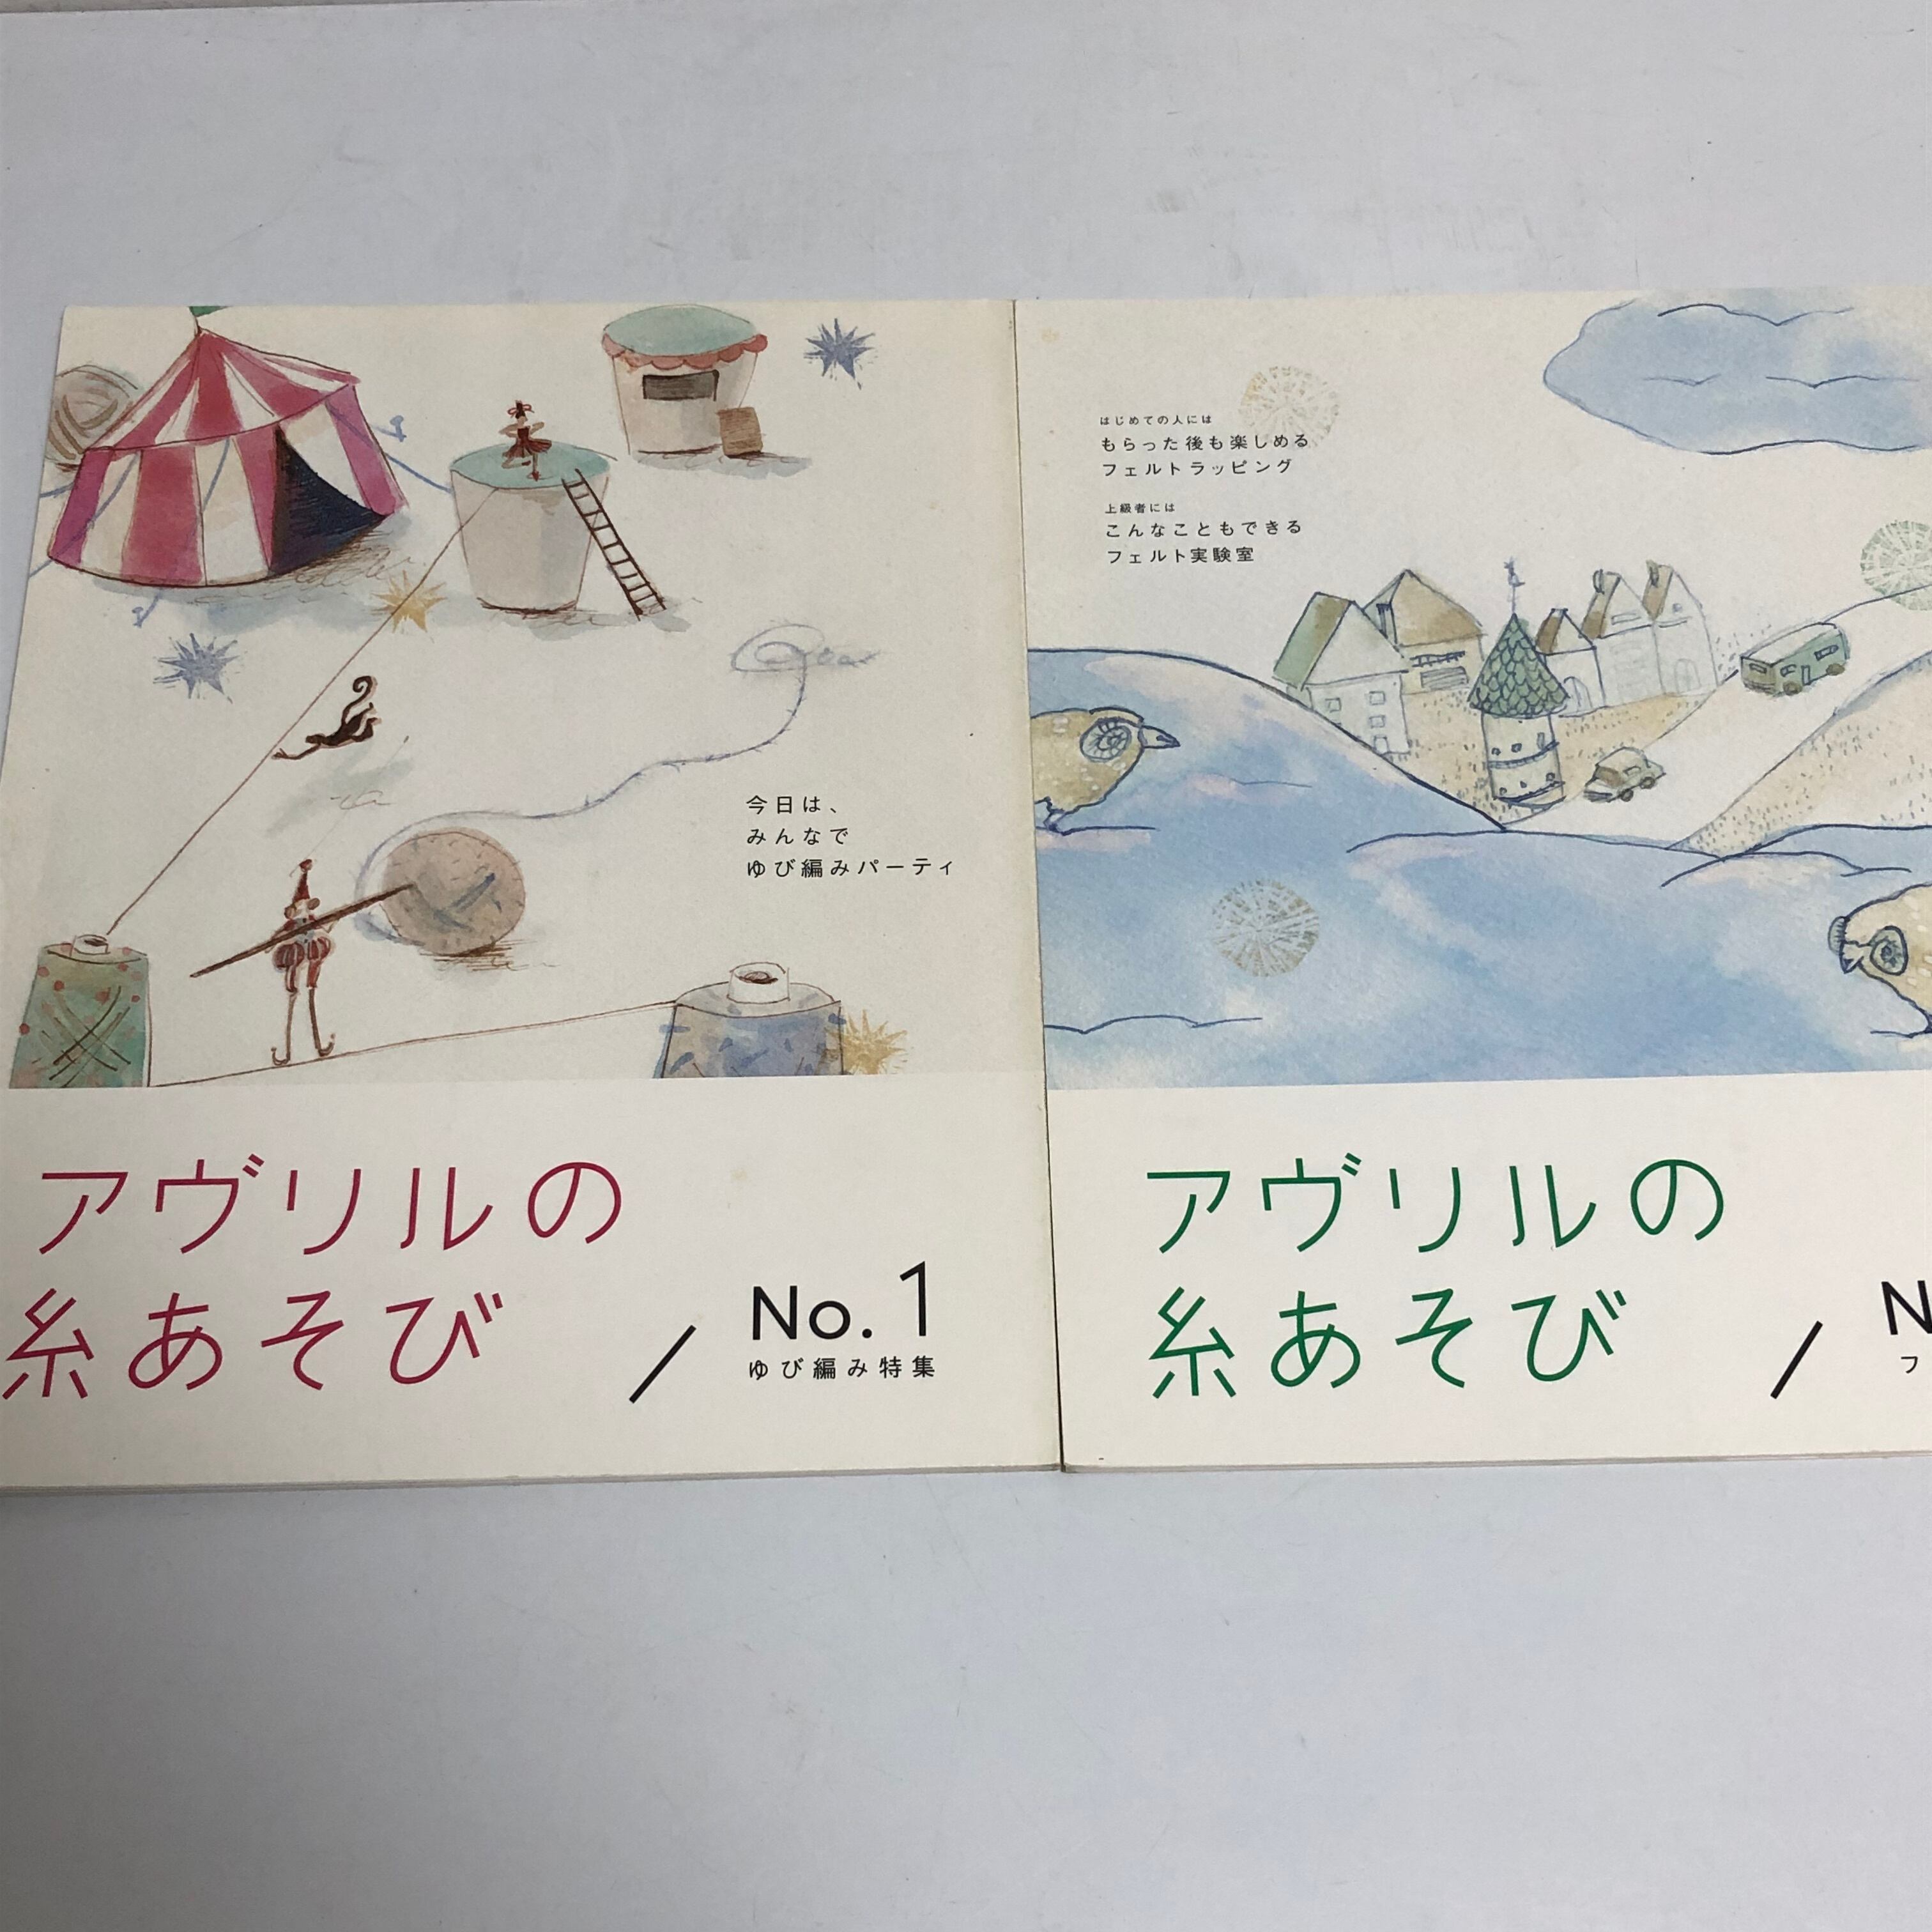 今日は、
みんなで
ゆび編みパーティ
アヴリルの
糸あそび
No.1
ゆび編み特集
はじめての人には
もらった後も楽しめる
フェルトラッピング
上級者には
こんなこともできる
フェルト実験室
アヴリルの
糸あそび
N
フ